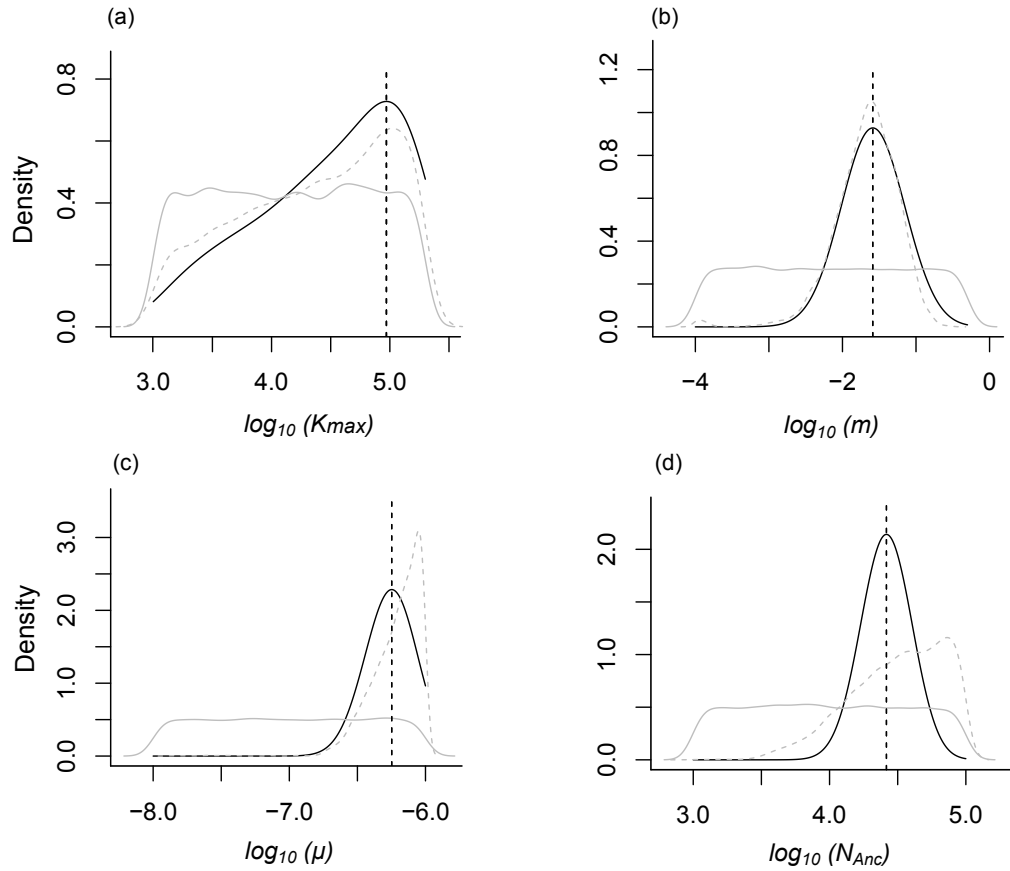 (a)
Density
0.0 0.4 0.8
3.0 4.0 5.0
log10 (Kmax)
(b)
0.0 0.4 0.8 1.2
−4 −2 0
log10 (m)
(c)
Density
0.0 1.0 2.0 3.0
−8.0 −7.0 −6.0
log10 (μ)
(d)
0.0 1.0 2.0
3.0 4.0 5.0
log10 (NAnc)